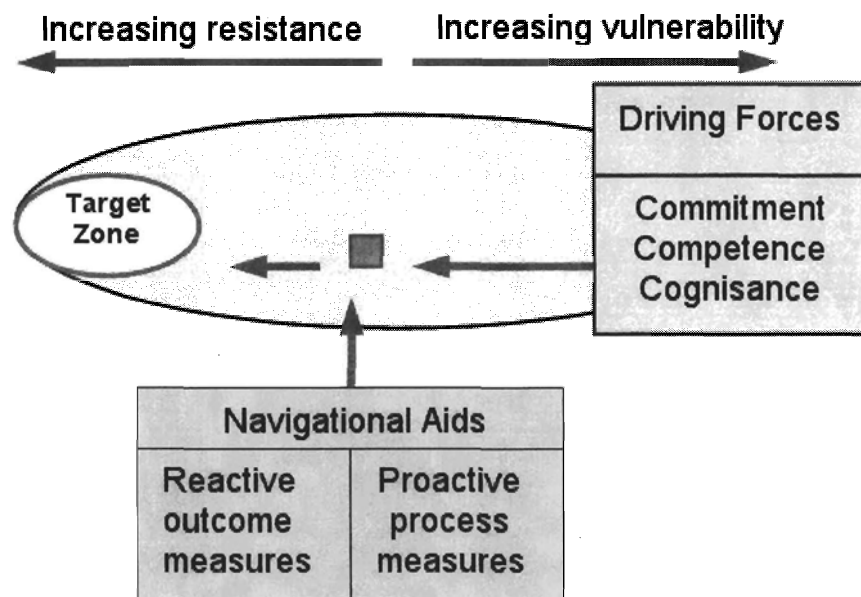 Increasing resistance
Increasing vulnerability
Driving Forces
Commitment
Competence
Cognisance
Target
Zone
Navigational Aids
Reactive
outcome
measures
Proactive
process
measures